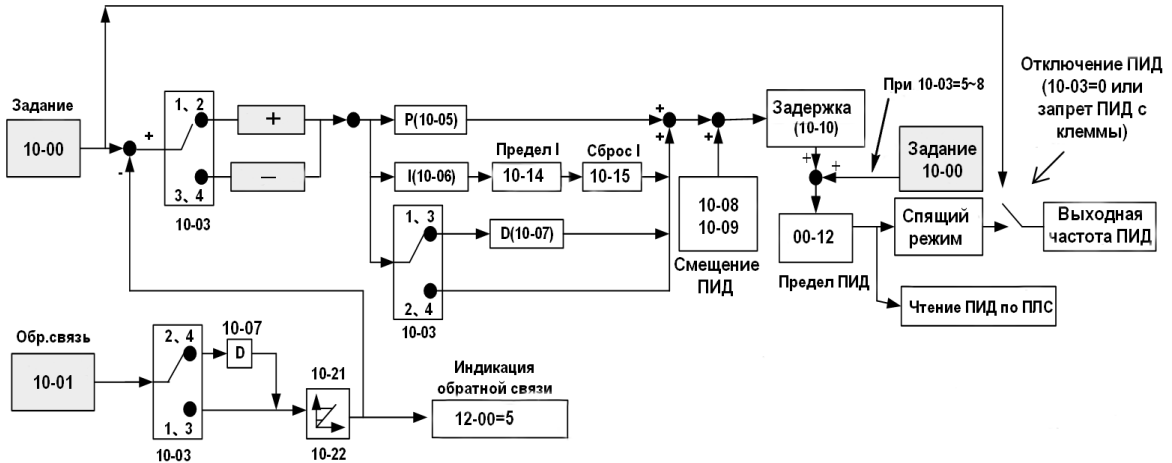 Задание
10-00
+
-
1、2
3、4
10-03
+
−
P(10-05)
I(10-06)
Предел I
10-14
Сброс I
10-15
1、3
D(10-07)
2、4
10-03
+
+
+
+
10-08
10-09
Смещение
ПИД
Задержка
(10-10)
При 10-03=5~8
+
+
Задание
10-00
Отключение ПИД
(10-03=0 или
запрет ПИД с
клеммы)
00-12
Предел ПИД
Спящий
режим
Выходная
частота ПИД
Чтение ПИД по ПЛС
Обр.связь
10-01
2、4
1、3
10-03
10-07
D
10-21
10-22
Индикация
обратной связи
12-00=5